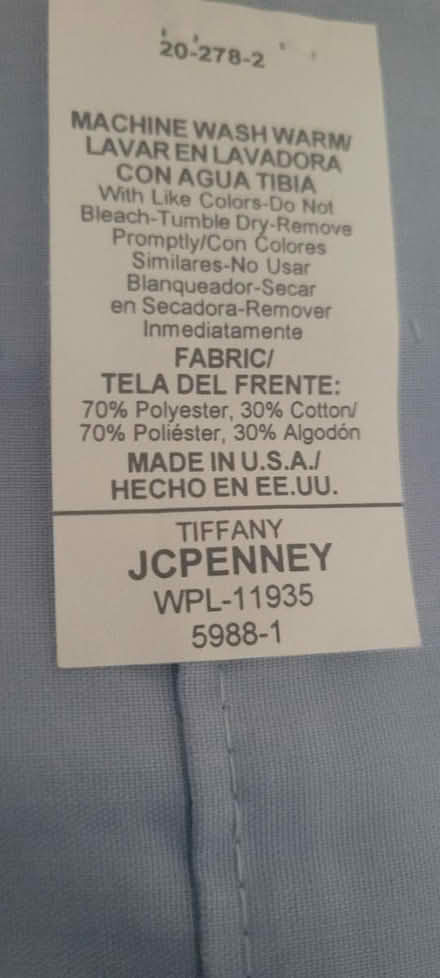 20-278-2
MACHINE WASH WARM/
LAVAR EN LAVADORA
CON AGUA TIBIA
With Like Colors-Do Not
Bleach-Tumble Dry-Remove
Promptly/Con Colores
Similares-No Usar
Blanqueador-Secar
en Secadora-Remover
Inmediatamente
FABRIC/
TELA DEL FRENTE:
70% Polyester, 30% Cotton/
70% Poliéster, 30% Algodón
MADE IN U.S.A./
HECHO EN EE.UU.
TIFFANY
JCPENNEY
WPL-11935
5988-1